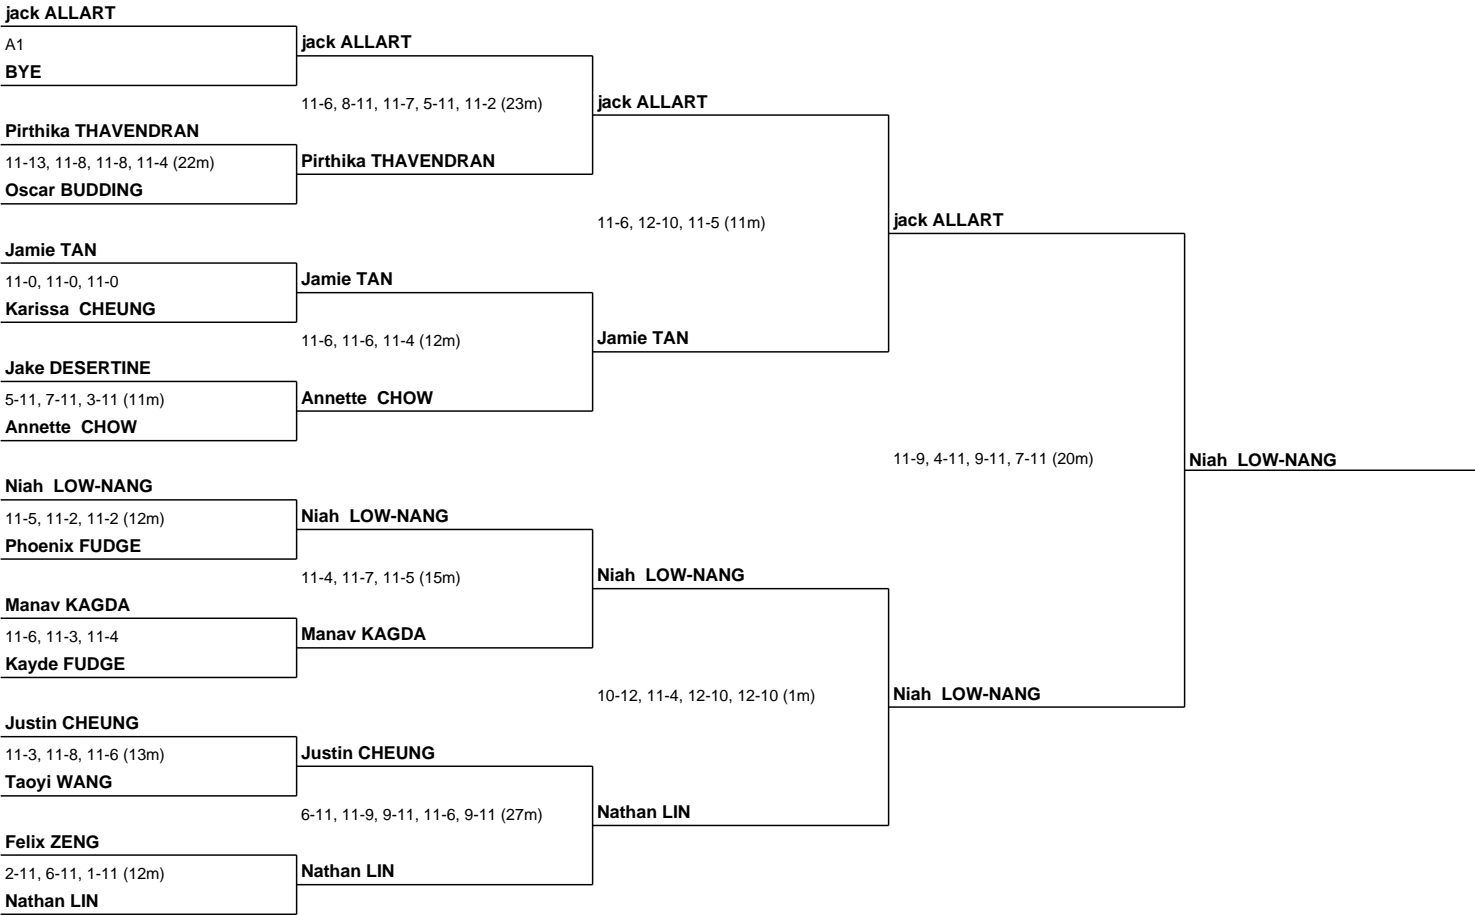 jack ALLART
A1
BYE
Pirthika THAVENDRAN
11-13, 11-8, 11-8, 11-4 (22m)
Oscar BUDDING
Jamie TAN
11-0, 11-0, 11-0
Karissa  CHEUNG
Jake DESERTINE
5-11, 7-11, 3-11 (11m)
Annette  CHOW
Niah  LOW-NANG
11-5, 11-2, 11-2 (12m)
Phoenix FUDGE
Manav KAGDA
11-6, 11-3, 11-4
Kayde FUDGE
Justin CHEUNG
11-3, 11-8, 11-6 (13m)
Taoyi WANG
Felix ZENG
2-11, 6-11, 1-11 (12m)
Nathan LIN
jack ALLART
11-6, 8-11, 11-7, 5-11, 11-2 (23m)
Pirthika THAVENDRAN
Jamie TAN
11-6, 11-6, 11-4 (12m)
Annette  CHOW
Niah  LOW-NANG
11-4, 11-7, 11-5 (15m)
Manav KAGDA
Justin CHEUNG
6-11, 11-9, 9-11, 11-6, 9-11 (27m)
Nathan LIN
jack ALLART
11-6, 12-10, 11-5 (11m)
Jamie TAN
Niah  LOW-NANG
10-12, 11-4, 12-10, 12-10 (1m)
Nathan LIN
jack ALLART
11-9, 4-11, 9-11, 7-11 (20m)
Niah  LOW-NANG
Niah  LOW-NANG